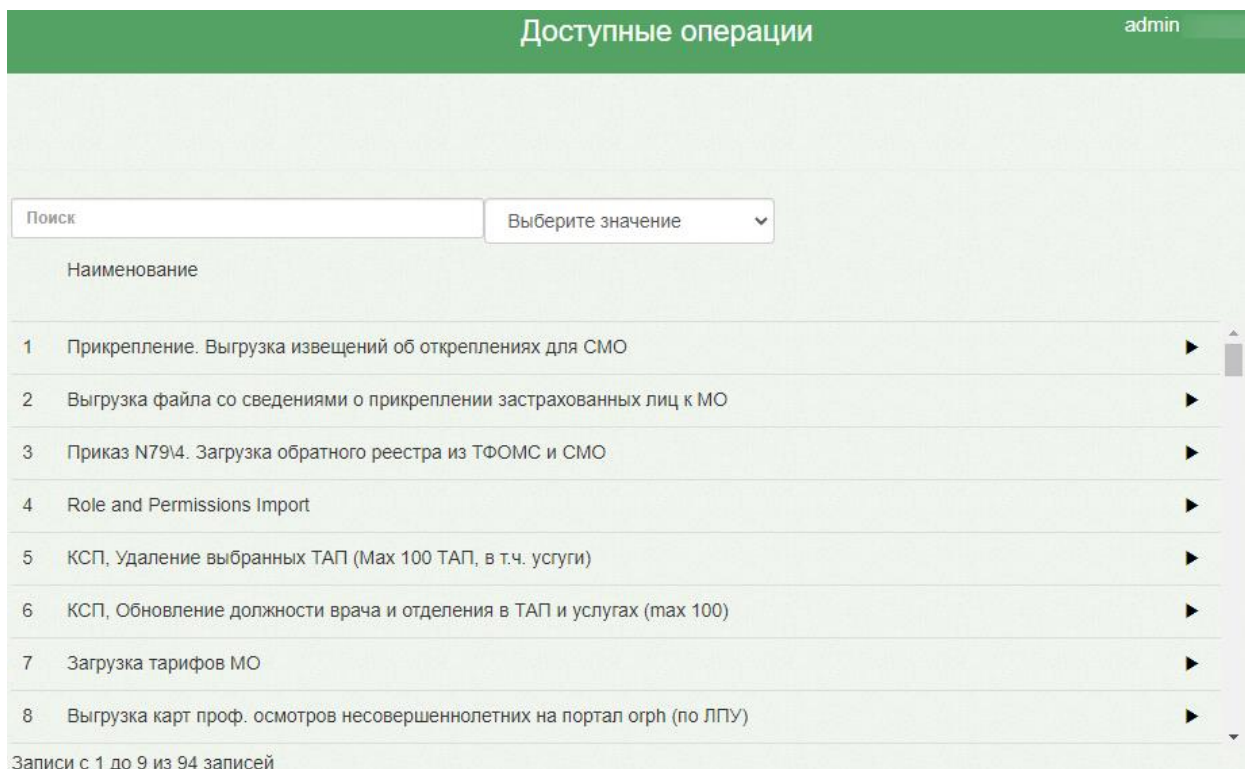 Доступные операции
admin
Поиск
Выберите значение
Наименование
1 Прикрепление. Выгрузка извещений об откреплениях для СМО
2 Выгрузка файла со сведениями о прикреплении застрахованных лиц к МО
3 Приказ N79\4. Загрузка обратного реестра из ТФОМС и СМО
4 Role and Permissions Import
5 КСП, Удаление выбранных ТАП (Max 100 ТАП, в т.ч. усгуги)
6 КСП, Обновление должности врача и отделения в ТАП и услугах (max 100)
7 Загрузка тарифов МО
8 Выгрузка карт проф. осмотров несовершеннолетних на портал orph (по ЛПУ)
Записи с 1 до 9 из 94 записей